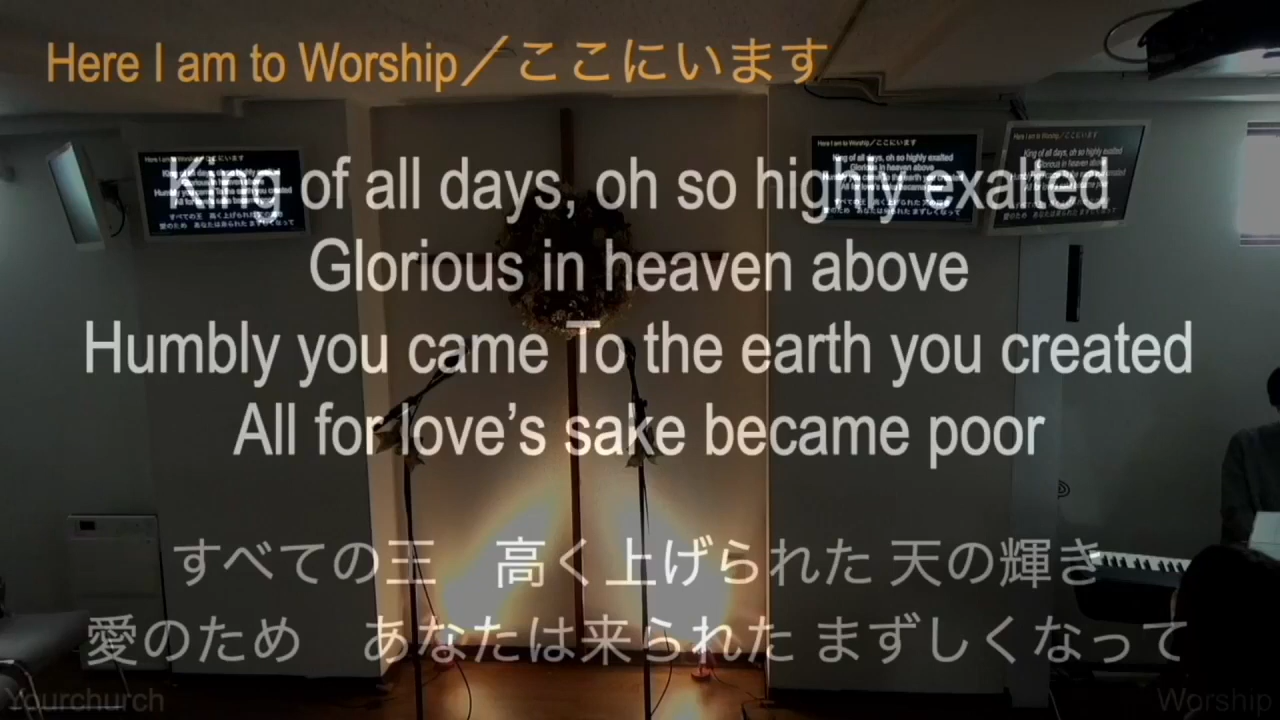 Here I am to Worship／ここにいます
King of all days, oh so highly exalted
Glorious in heaven above
Humbly you came To the earth you created
All for love’s sake became poor
すべての王　高く上げられた 天の輝き
愛のため　あなたは来られた まずしくなって
Yourchurch
Worship